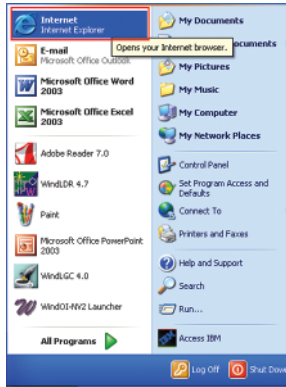 Internet
Internet Explorer
Opens your Internet browser.
E-mail
Microsoft Office Outlook
Microsoft Office Word
2003
Microsoft Office Excel
2003
Adobe Reader 7.0
WindLDR 4.7
Paint
Microsoft Office PowerPoint
2003
WindLGC 4.0
WindOI-NV2 Launcher
All Programs
My Documents
ocuments
My Pictures
My Music
My Computer
My Network Places
Control Panel
Set Program Access and
Defaults
Connect To
Printers and Faxes
Help and Support
Search
Run...
Access IBM
Log Off
Shut Dow